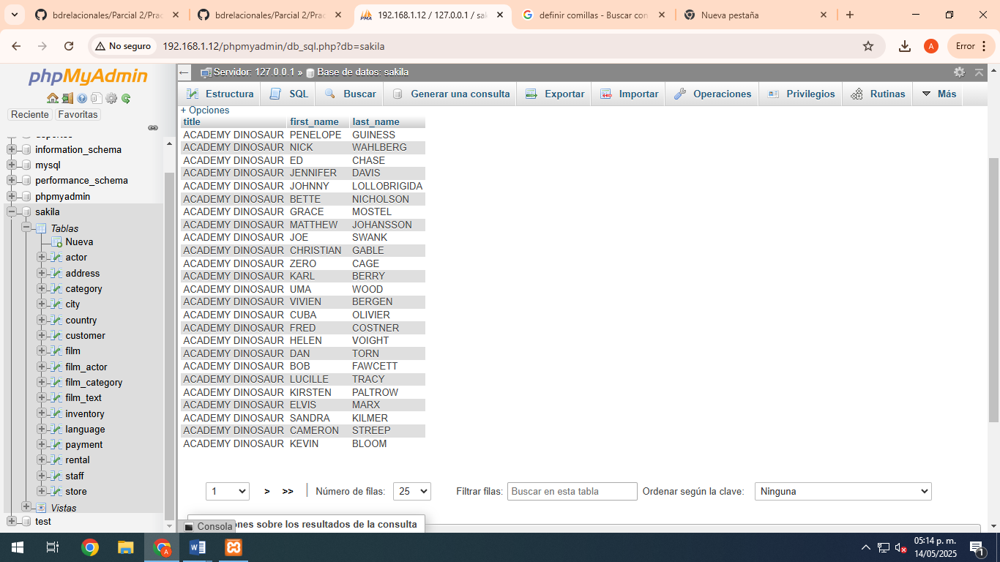 bdrelacionales/Parcial 2/Prac
bdrelacionales/Parcial 2/Prac
192.168.1.12 / 127.0.0.1 / sak
definir comillas - Buscar con
Nueva pestaña
No seguro
192.168.1.12/phpmyadmin/db_sql.php?db=sakila
A
Error
phpMyAdmin
Reciente
Favoritas
deportes
information_schema
mysql
performance_schema
phpmyadmin
sakila
Tablas
Nueva
actor
address
category
city
country
customer
film
film_actor
film_category
film_text
inventory
language
payment
rental
staff
store
Vistas
test
Servidor: 127.0.0.1 » Base de datos: sakila
Estructura SQL Buscar Generar una consulta Exportar Importar Operaciones Privilegios Rutinas Más
+ Opciones
title first_name last_name
ACADEMY DINOSAUR PENELOPE GUINESS
ACADEMY DINOSAUR NICK WAHLBERG
ACADEMY DINOSAUR ED CHASE
ACADEMY DINOSAUR JENNIFER DAVIS
ACADEMY DINOSAUR JOHNNY LOLLOBRIGIDA
ACADEMY DINOSAUR BETTE NICHOLSON
ACADEMY DINOSAUR GRACE MOSTEL
ACADEMY DINOSAUR MATTHEW JOHANSSON
ACADEMY DINOSAUR JOE SWANK
ACADEMY DINOSAUR CHRISTIAN GABLE
ACADEMY DINOSAUR ZERO CAGE
ACADEMY DINOSAUR KARL BERRY
ACADEMY DINOSAUR UMA WOOD
ACADEMY DINOSAUR VIVIEN BERGEN
ACADEMY DINOSAUR CUBA OLIVIER
ACADEMY DINOSAUR FRED COSTNER
ACADEMY DINOSAUR HELEN VOIGHT
ACADEMY DINOSAUR DAN TORN
ACADEMY DINOSAUR BOB FAWCETT
ACADEMY DINOSAUR LUCILLE TRACY
ACADEMY DINOSAUR KIRSTEN PALTROW
ACADEMY DINOSAUR ELVIS MARX
ACADEMY DINOSAUR SANDRA KILMER
ACADEMY DINOSAUR CAMERON STREEP
ACADEMY DINOSAUR KEVIN BLOOM
1 > >> Número de filas: 25 Filtrar filas: Buscar en esta tabla Ordenar según la clave: Ninguna
Consola
ones sobre los resultados de la consulta
05:14 p. m.
14/05/2025
1